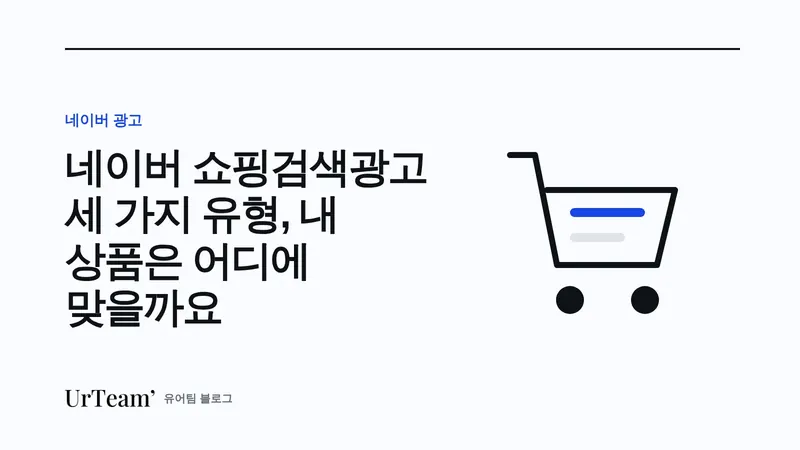 네이버 광고
네이버 쇼핑검색광고
세 가지 유형, 내
상품은 어디에
맞을까요
UrTeam’ 유어팀 블로그